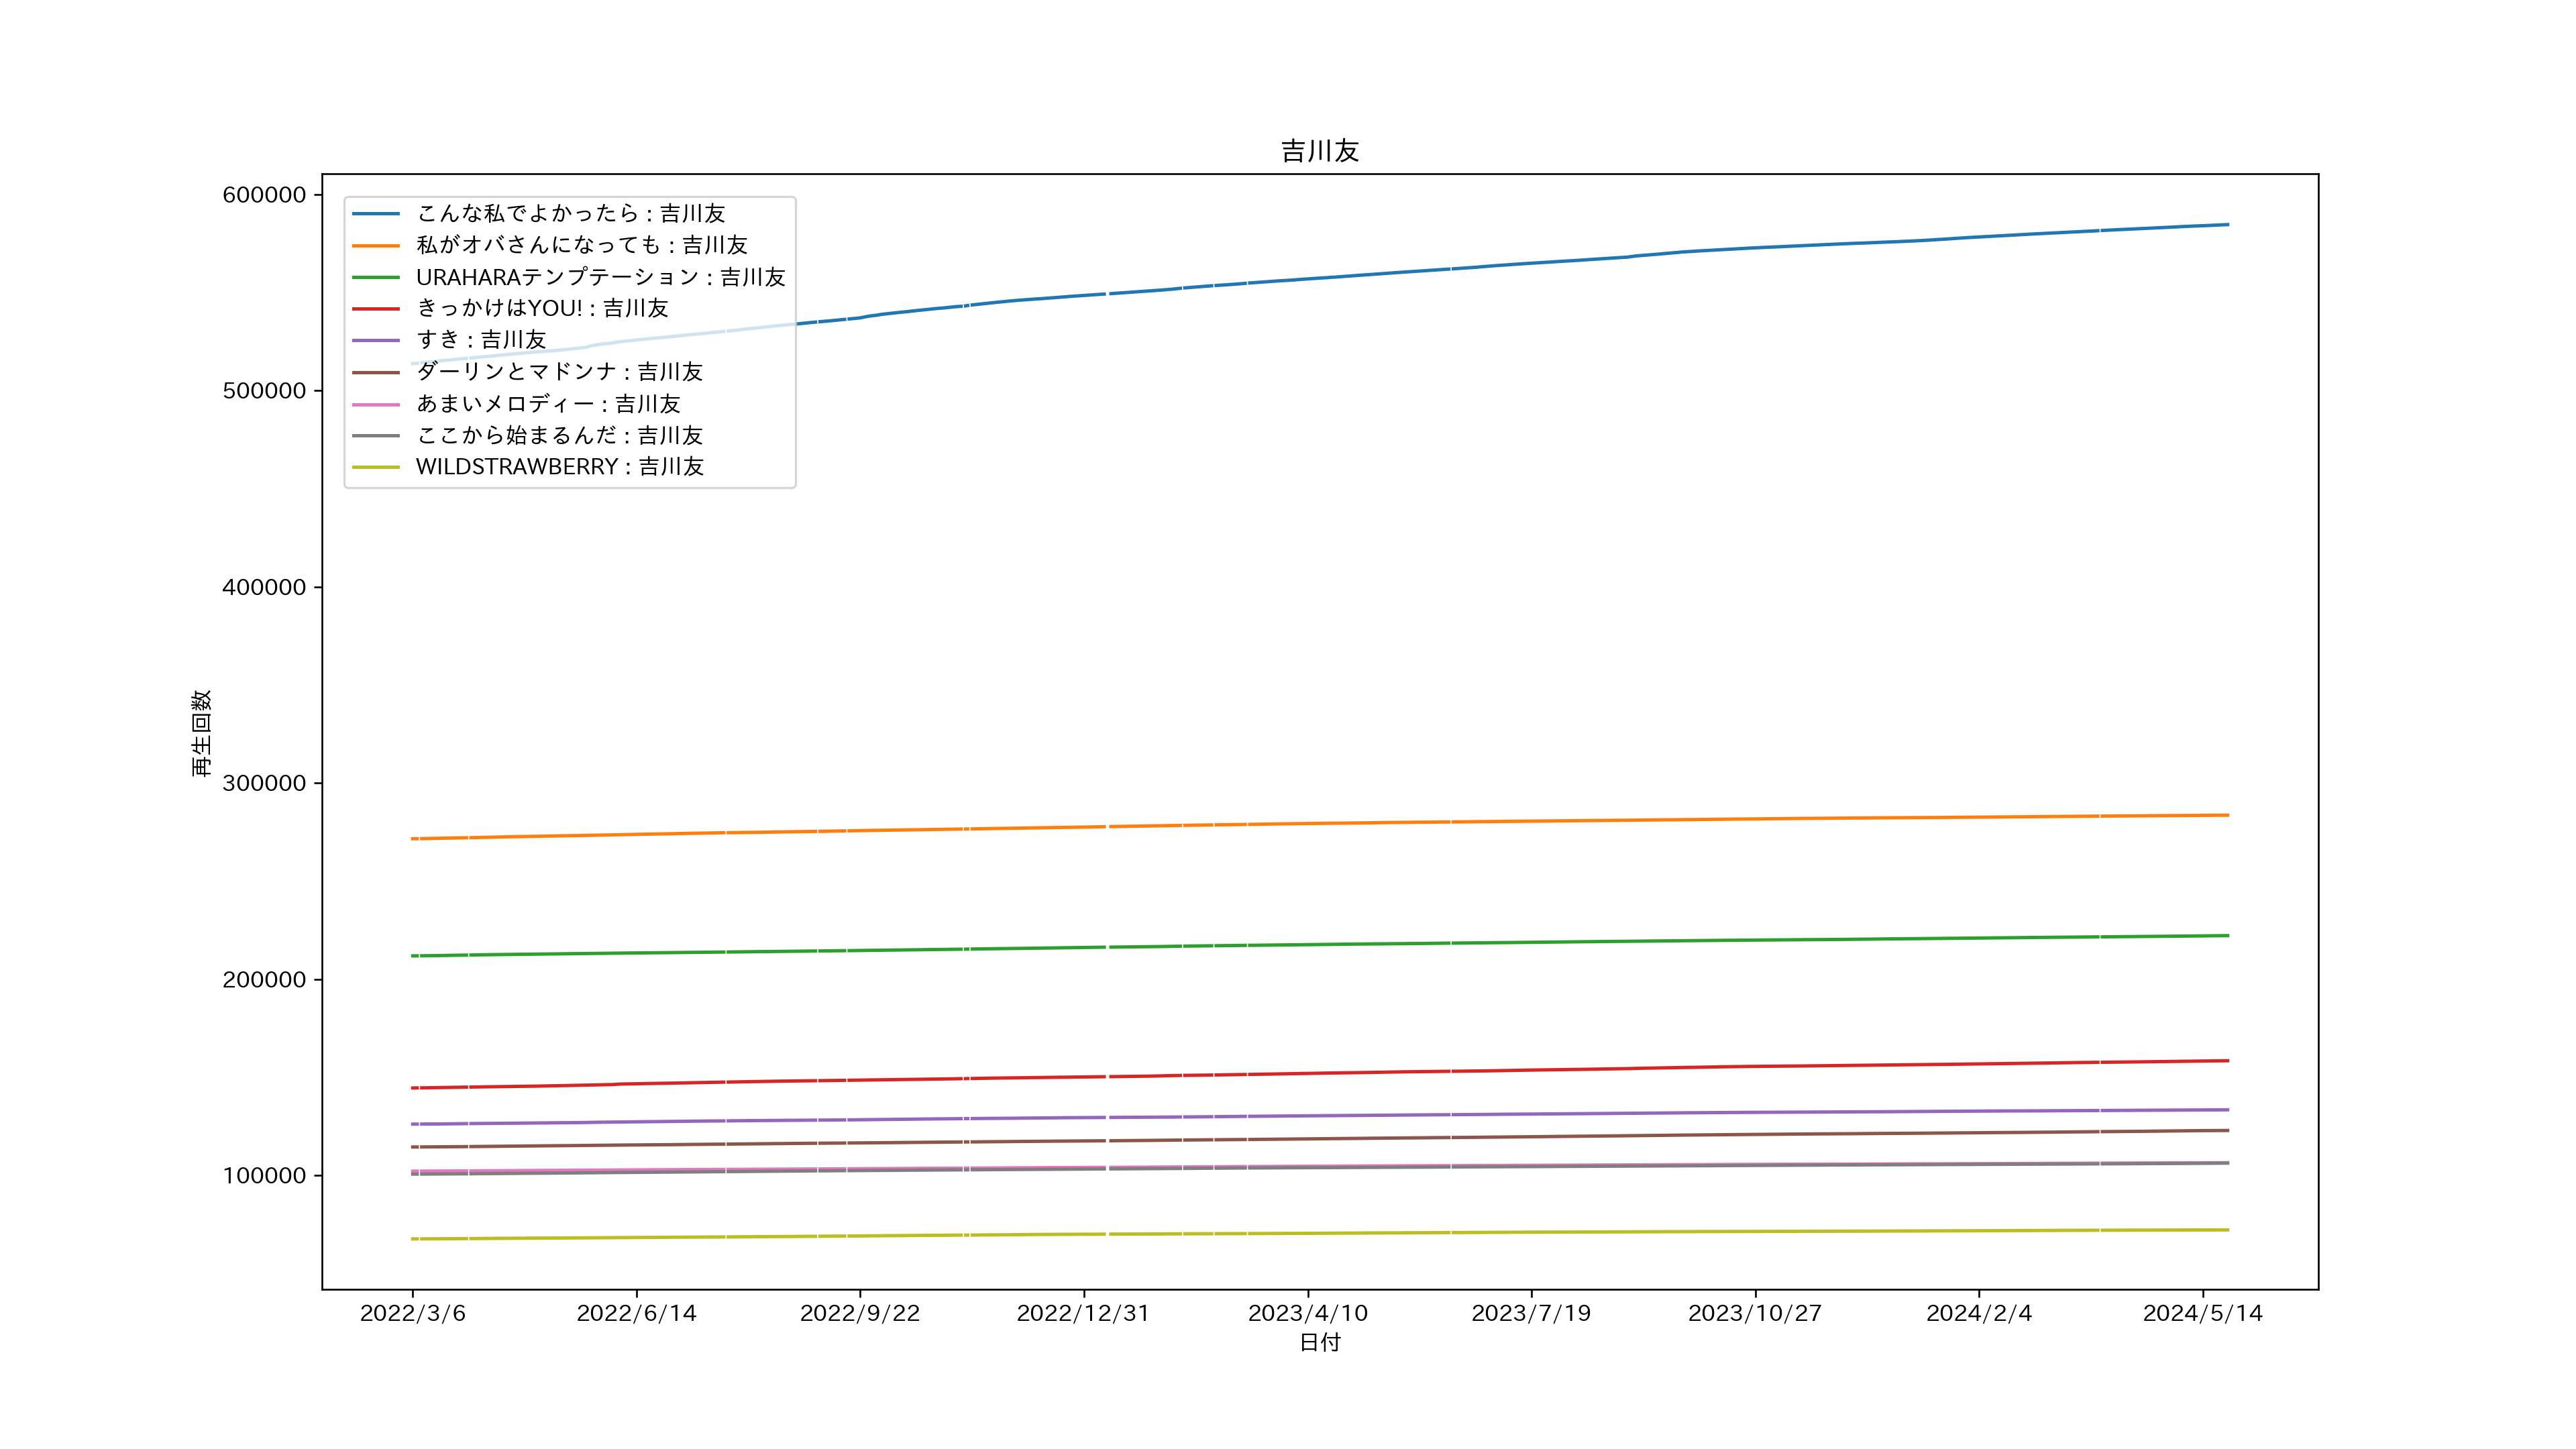 吉川友
600000
500000
400000
300000
200000
100000
再生回数
こんな私でよかったら : 吉川友
私がオバさんになっても : 吉川友
URAHARAテンプテーション : 吉川友
きっかけはYOU! : 吉川友
すき : 吉川友
ダーリンとマドンナ : 吉川友
あまいメロディー : 吉川友
ここから始まるんだ : 吉川友
WILDSTRAWBERRY : 吉川友
2022/3/6 2022/6/14 2022/9/22 2022/12/31 2023/4/10 2023/7/19 2023/10/27 2024/2/4 2024/5/14
日付